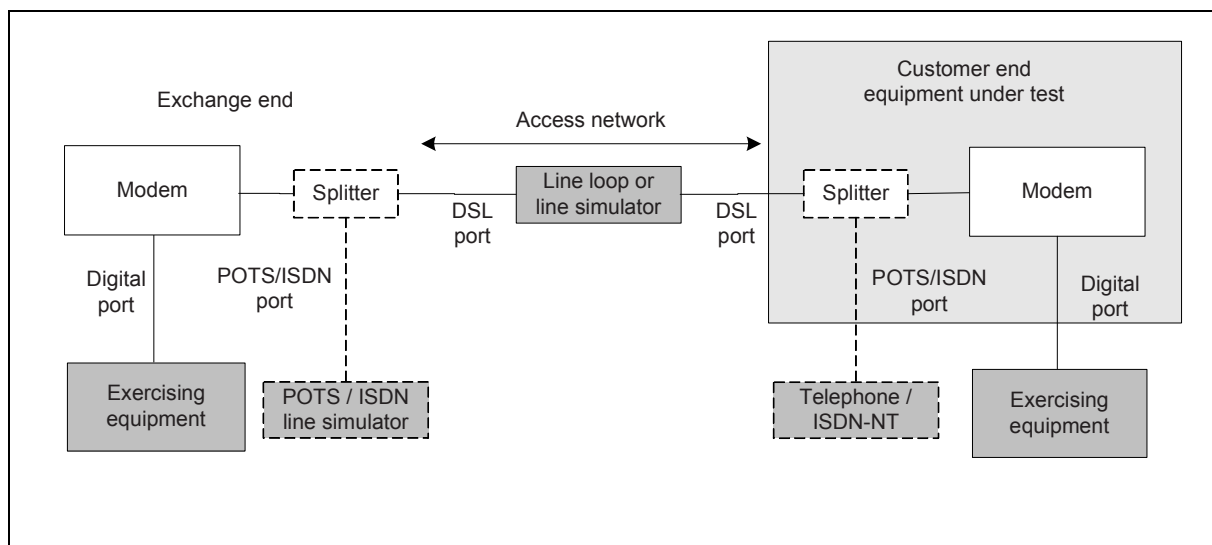 Exchange end
Customer end
equipment under test
Access network
Modem
Splitter
Line loop or
line simulator
Splitter
Modem
DSL
port
DSL
port
Digital
port
POTS/ISDN
port
POTS/ISDN
port
Digital
port
Exercising
equipment
POTS / ISDN
line simulator
Telephone /
ISDN-NT
Exercising
equipment